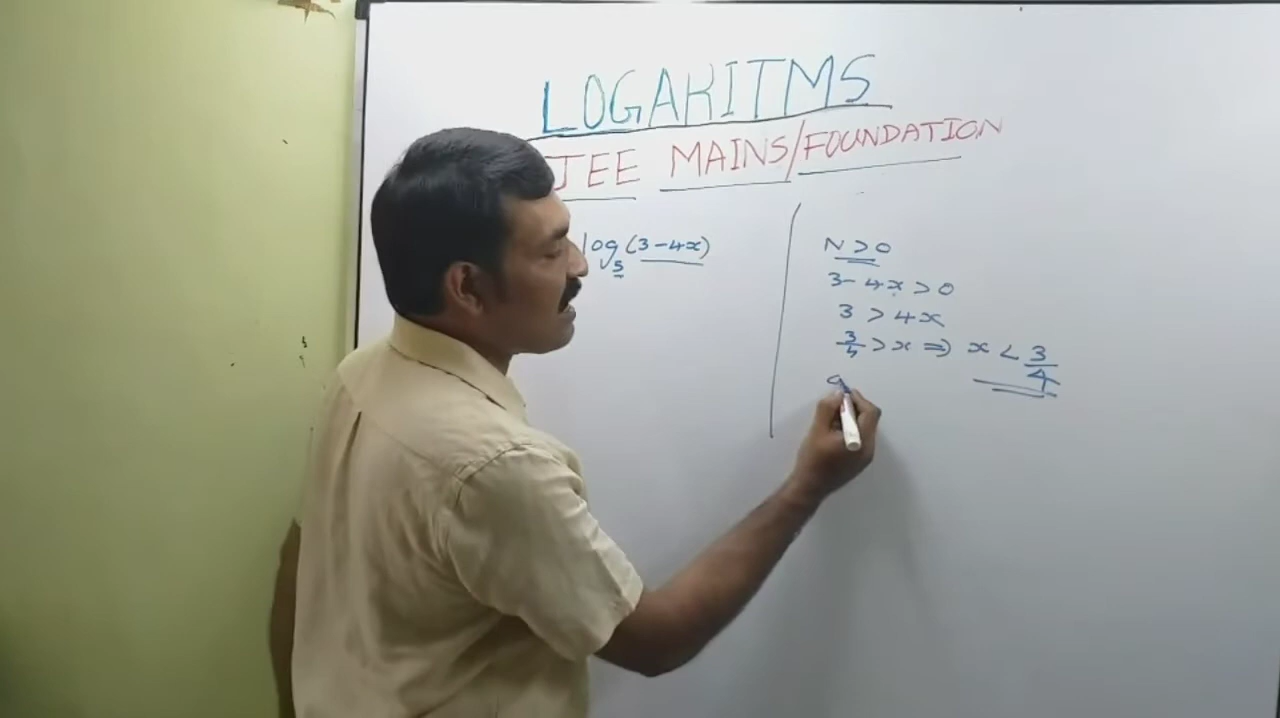 LOGARITMS
JEE MAINS/FOUNDATION
log₅(3-4x)
N > 0
3-4x > 0
3 > 4x
3/4 > x ⇒ x < 3/4